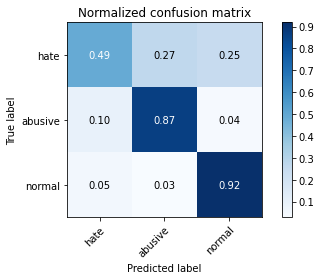 Normalized confusion matrix
True label
hate 0.49 0.27 0.25
abusive 0.10 0.87 0.04
normal 0.05 0.03 0.92
hate abusive normal
Predicted label
0.9
0.8
0.7
0.6
0.5
0.4
0.3
0.2
0.1